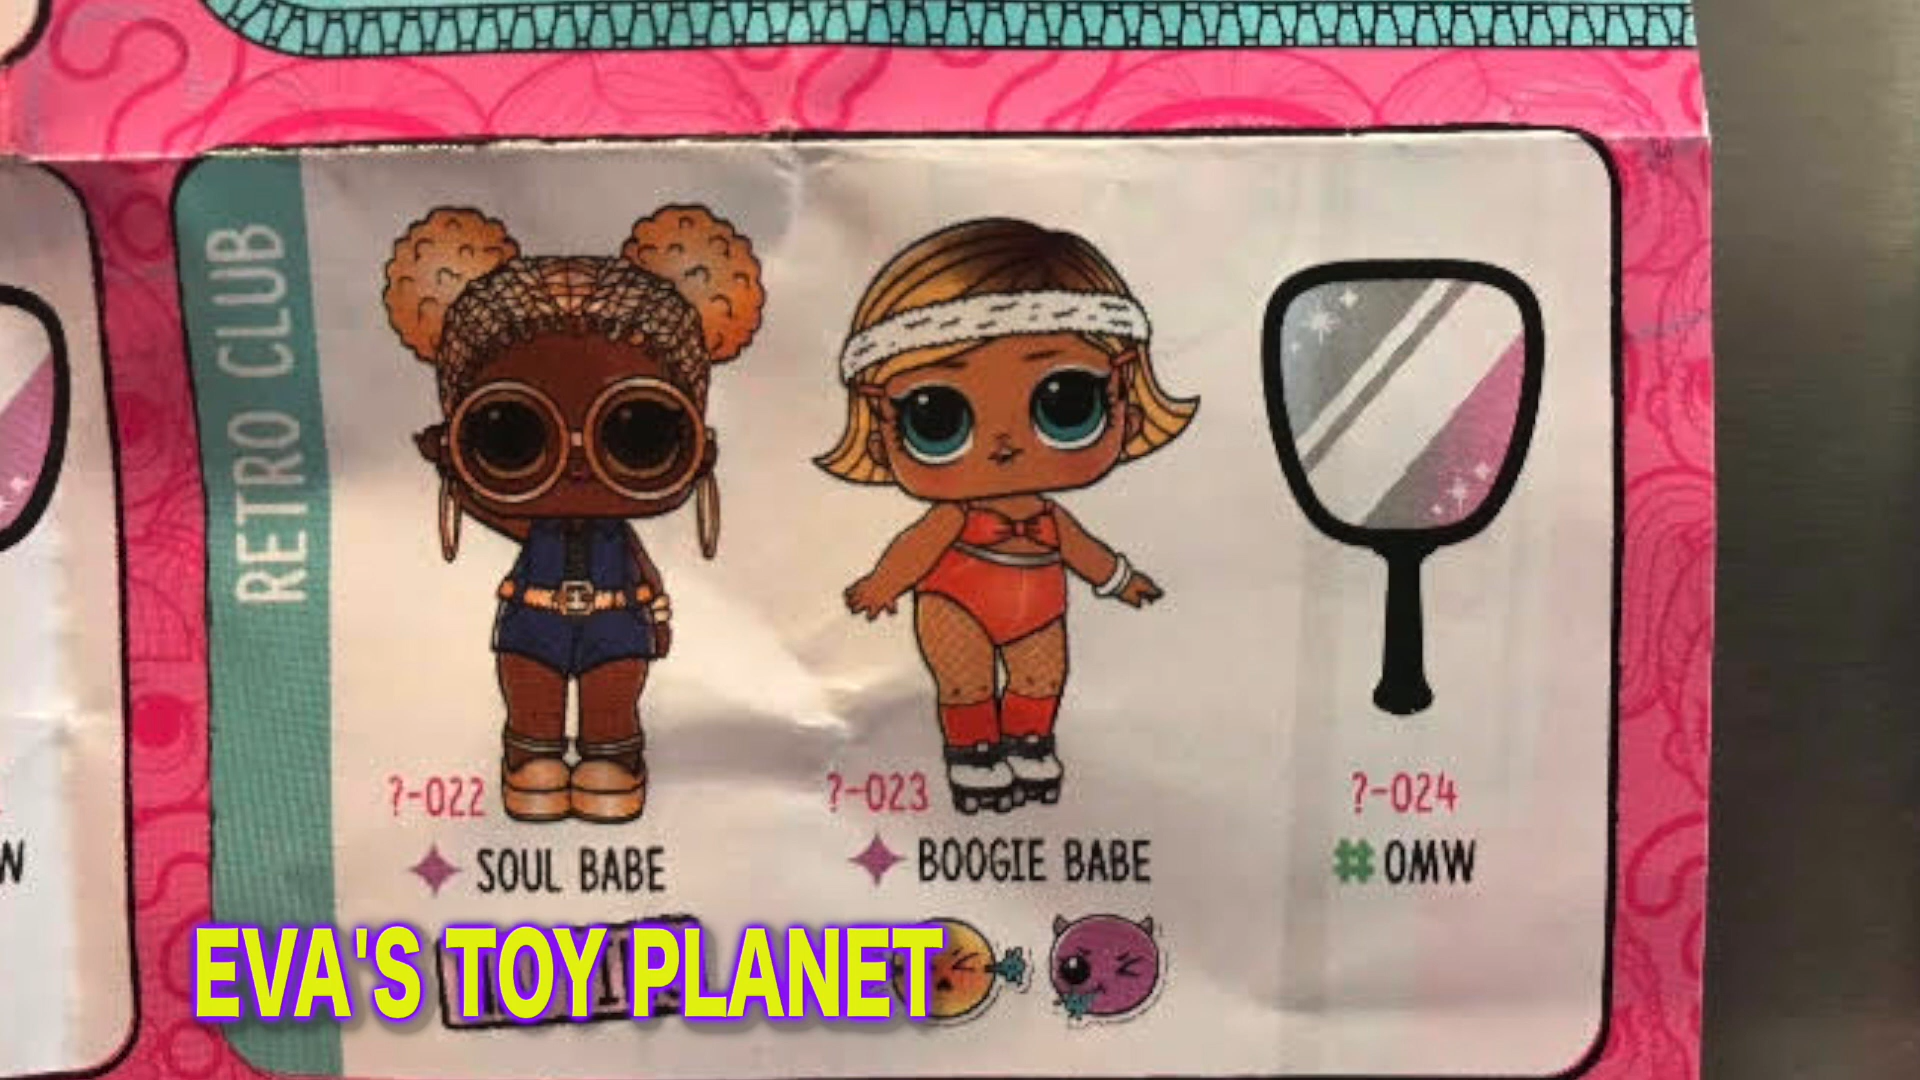 RETRO CLUB
?-022
SOUL BABE
?-023
BOOGIE BABE
?-024
#OMW
W
EVA'S TOY PLANET